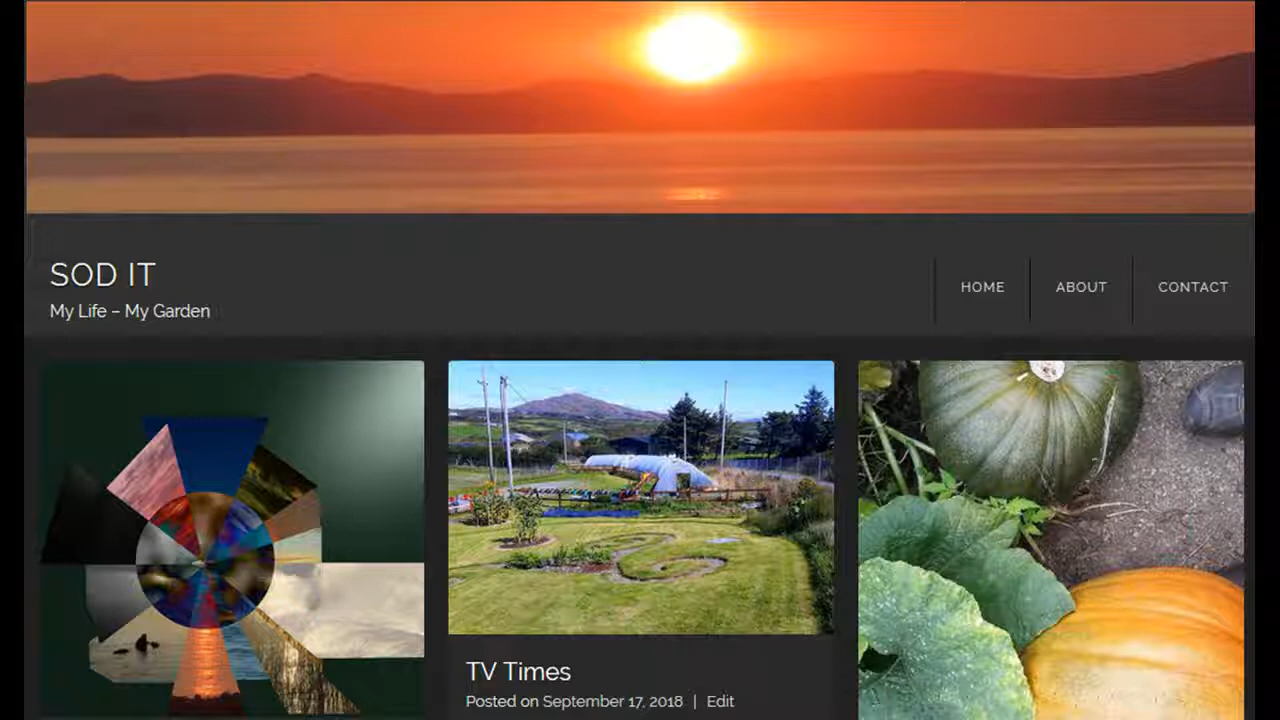 SOD IT
My Life – My Garden
HOME
ABOUT
CONTACT
TV Times
Posted on September 17, 2018 | Edit